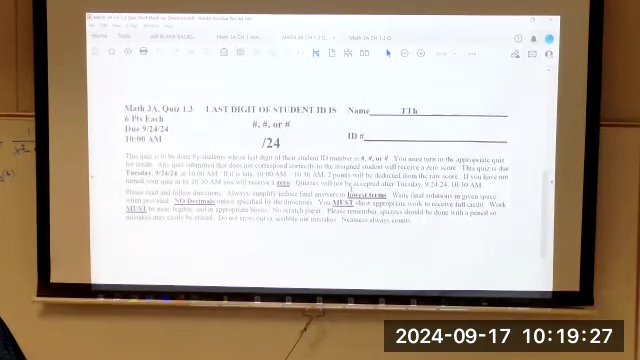 Home Tools
Math 3A, Quiz 1.3 LAST DIGIT OF STUDENT ID IS Name TTh
6 Pts Each #, #, or #
Due 9/24/24
10:00 AM /24 ID #
This quiz is to be done by students whose last digit of their student ID number is #, #, or #. You must turn in the appropriate quiz
for credit. Any quiz submitted that does not correspond correctly to the assigned student will receive a zero score. This quiz is due
Tuesday, 9/24/24, at 10:00 AM. If it is late, 10:00 AM – 10:30 AM, 2 points will be deducted from the raw score. If you have not
turned your quiz in by 10:30 AM you will receive a zero. Quizzes will not be accepted after Tuesday, 9/24/24, 10:30 AM.
Please read and follow directions. Always, simplify/reduce final answers to lowest terms. Write final solutions in given space,
when provided. NO Decimals unless specified by the directions. You MUST show appropriate work to receive full credit. Work
MUST be neat, legible, and in appropriate boxes. No scratch paper. Please remember, quizzes should be done with a pencil so
mistakes may easily be erased. Do not cross out or scribble out mistakes. Neatness always counts.
2024-09-17 10:19:27